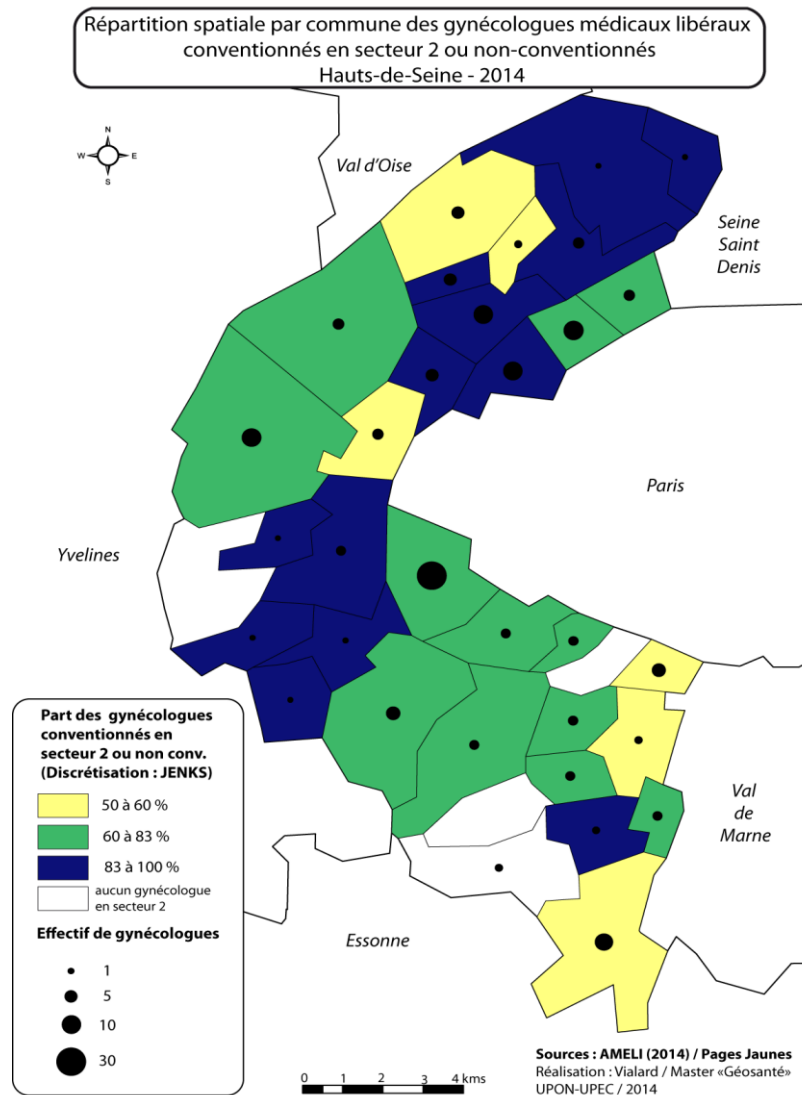 Répartition spatiale par commune des gynécologues médicaux libéraux
conventionnés en secteur 2 ou non-conventionnés
Hauts-de-Seine - 2014
N
W E
S
Val d'Oise
Seine
Saint
Denis
Paris
Yvelines
Val
de
Marne
Essonne
Part des gynécologues
conventionnés en
secteur 2 ou non conv.
(Discrétisation : JENKS)
50 à 60 %
60 à 83 %
83 à 100 %
aucun gynécologue
en secteur 2
Effectif de gynécologues
1
5
10
30
0 1 2 3 4 kms
Sources : AMELI (2014) / Pages Jaunes
Réalisation : Vialard / Master «Géosanté»
UPON-UPEC / 2014